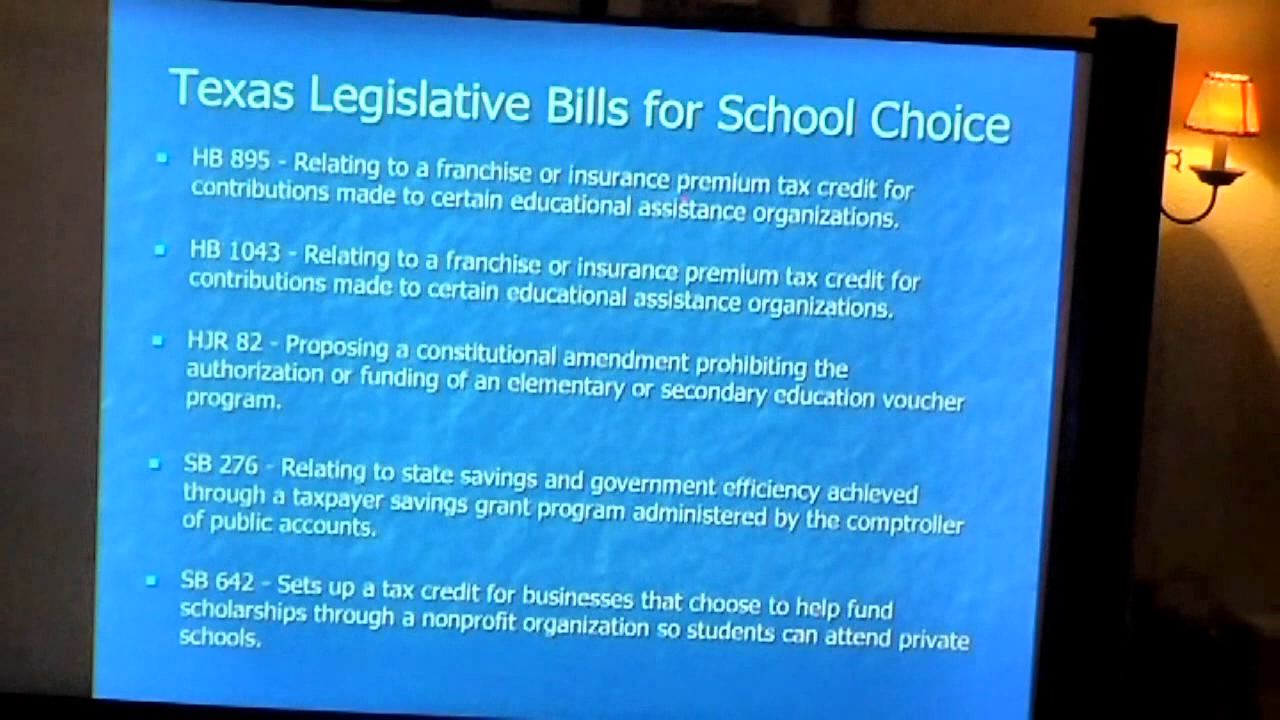 Texas Legislative Bills for School Choice
HB 895 - Relating to a franchise or insurance premium tax credit for
contributions made to certain educational assistance organizations.
HB 1043 - Relating to a franchise or insurance premium tax credit for
contributions made to certain educational assistance organizations.
HJR 82 - Proposing a constitutional amendment prohibiting the
authorization or funding of an elementary or secondary education voucher
program.
SB 276 - Relating to state savings and government efficiency achieved
through a taxpayer savings grant program administered by the comptroller
of public accounts.
SB 642 - Sets up a tax credit for businesses that choose to help fund
scholarships through a nonprofit organization so students can attend private
schools.